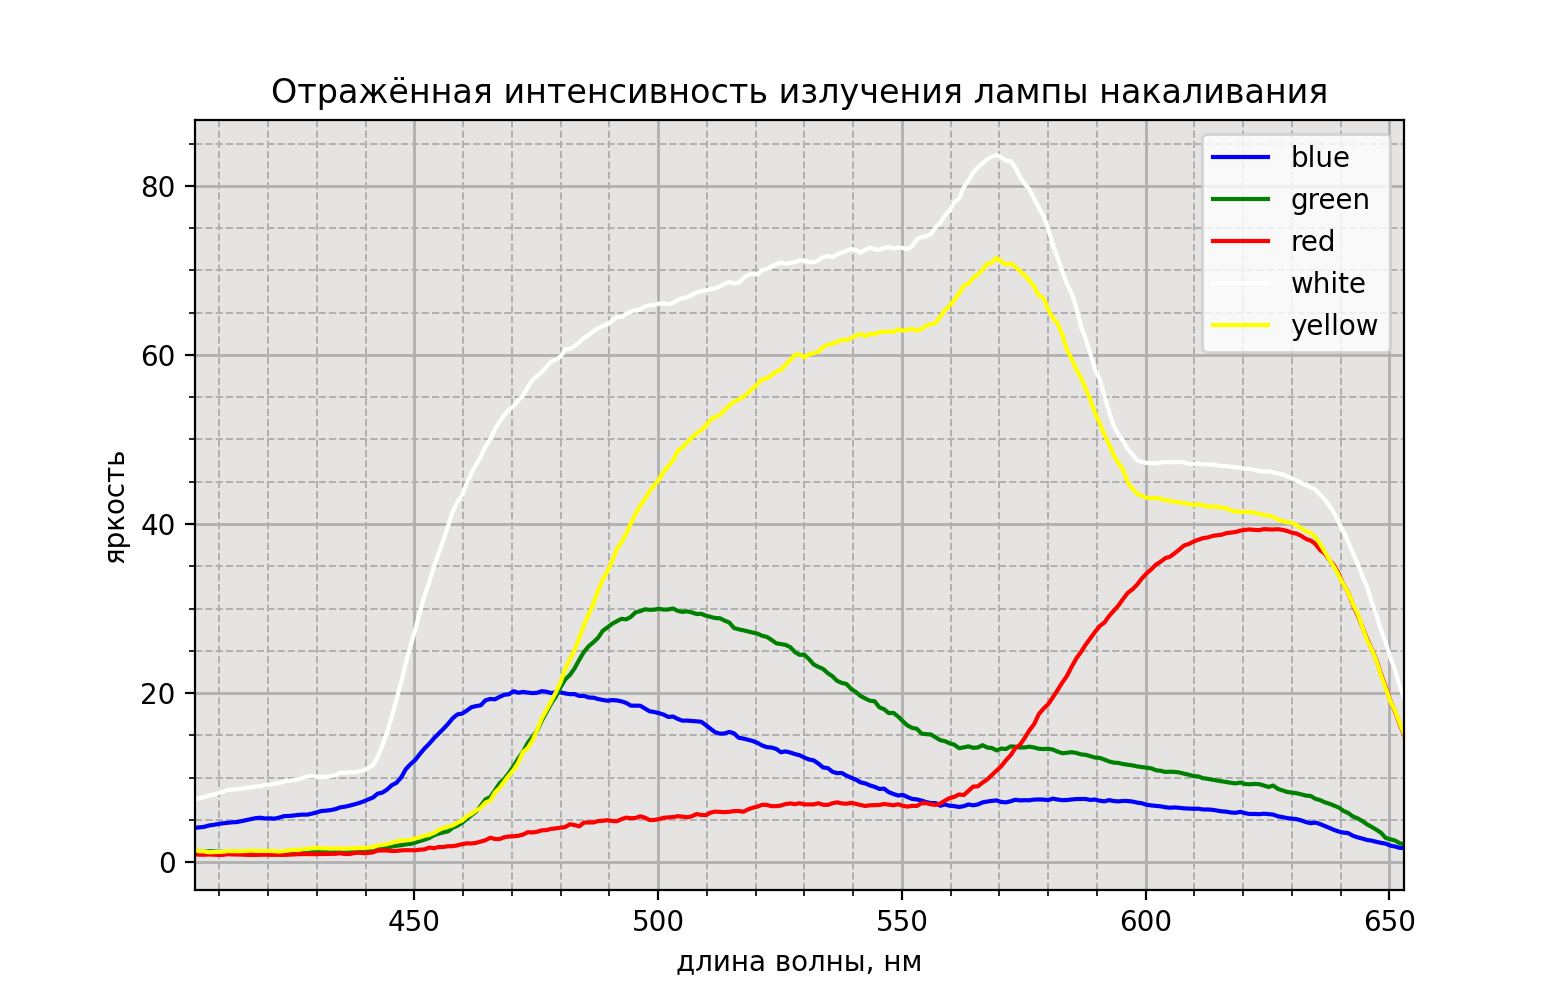 Отражённая интенсивность излучения лампы накаливания
blue
green
red
white
yellow
80
60
40
20
0
яркость
450 500 550 600 650
длина волны, нм